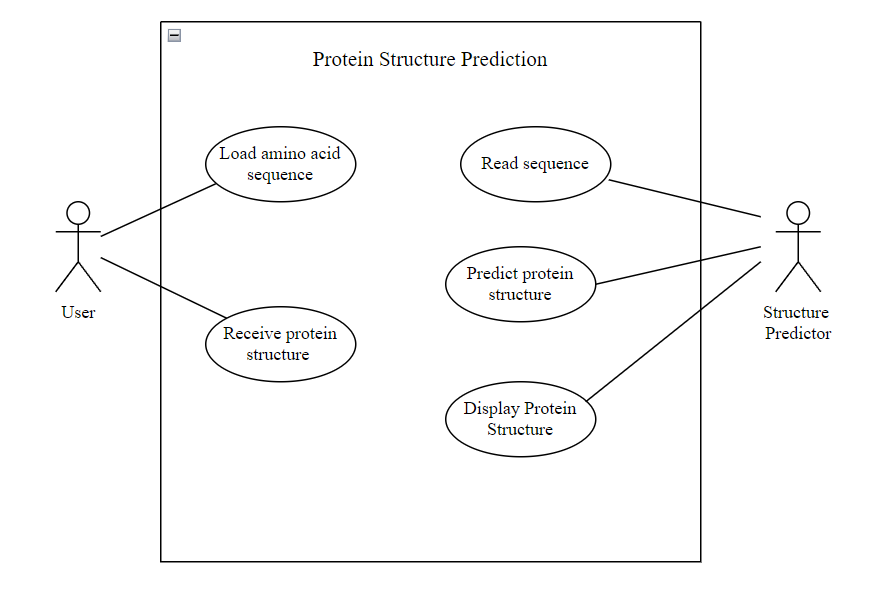 Protein Structure Prediction
Load amino acid
sequence
Read sequence
Predict protein
structure
User
Structure
Predictor
Receive protein
structure
Display Protein
Structure